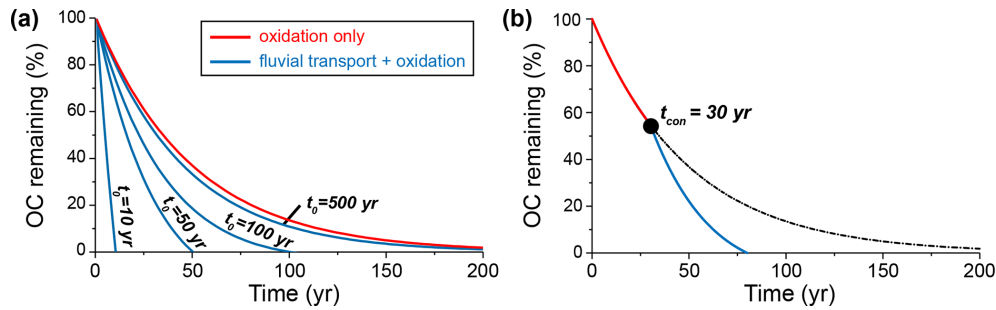 (a)
OC remaining (%)
100
80
60
40
20
0
oxidation only
fluvial transport + oxidation
t0=10 yr
t0=50 yr
t0=100 yr
t0=500 yr
0
50
100
150
200
Time (yr)
(b)
OC remaining (%)
100
80
60
40
20
0
tcon = 30 yr
0
50
100
150
200
Time (yr)